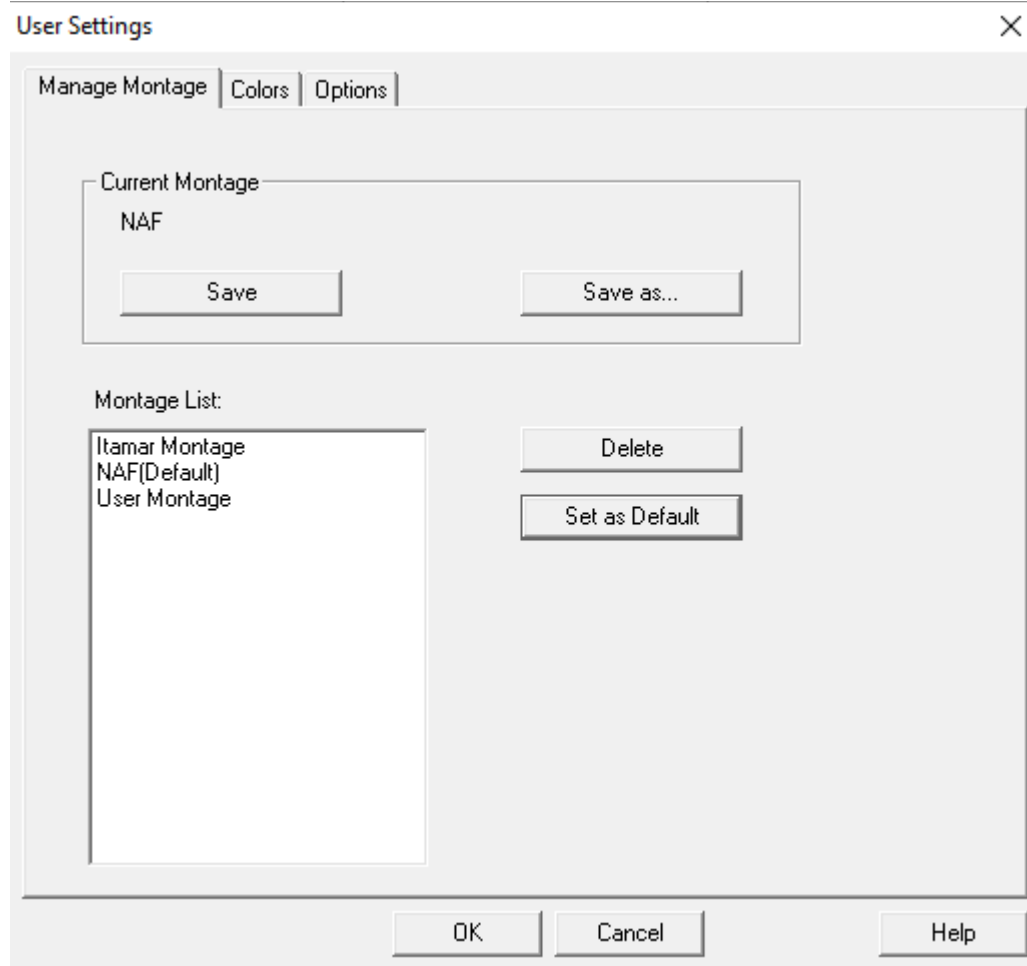 User Settings
Manage Montage Colors Options
Current Montage
NAF
Save Save as...
Montage List:
Itamar Montage
NAF(Default)
User Montage
Delete
Set as Default
OK Cancel Help